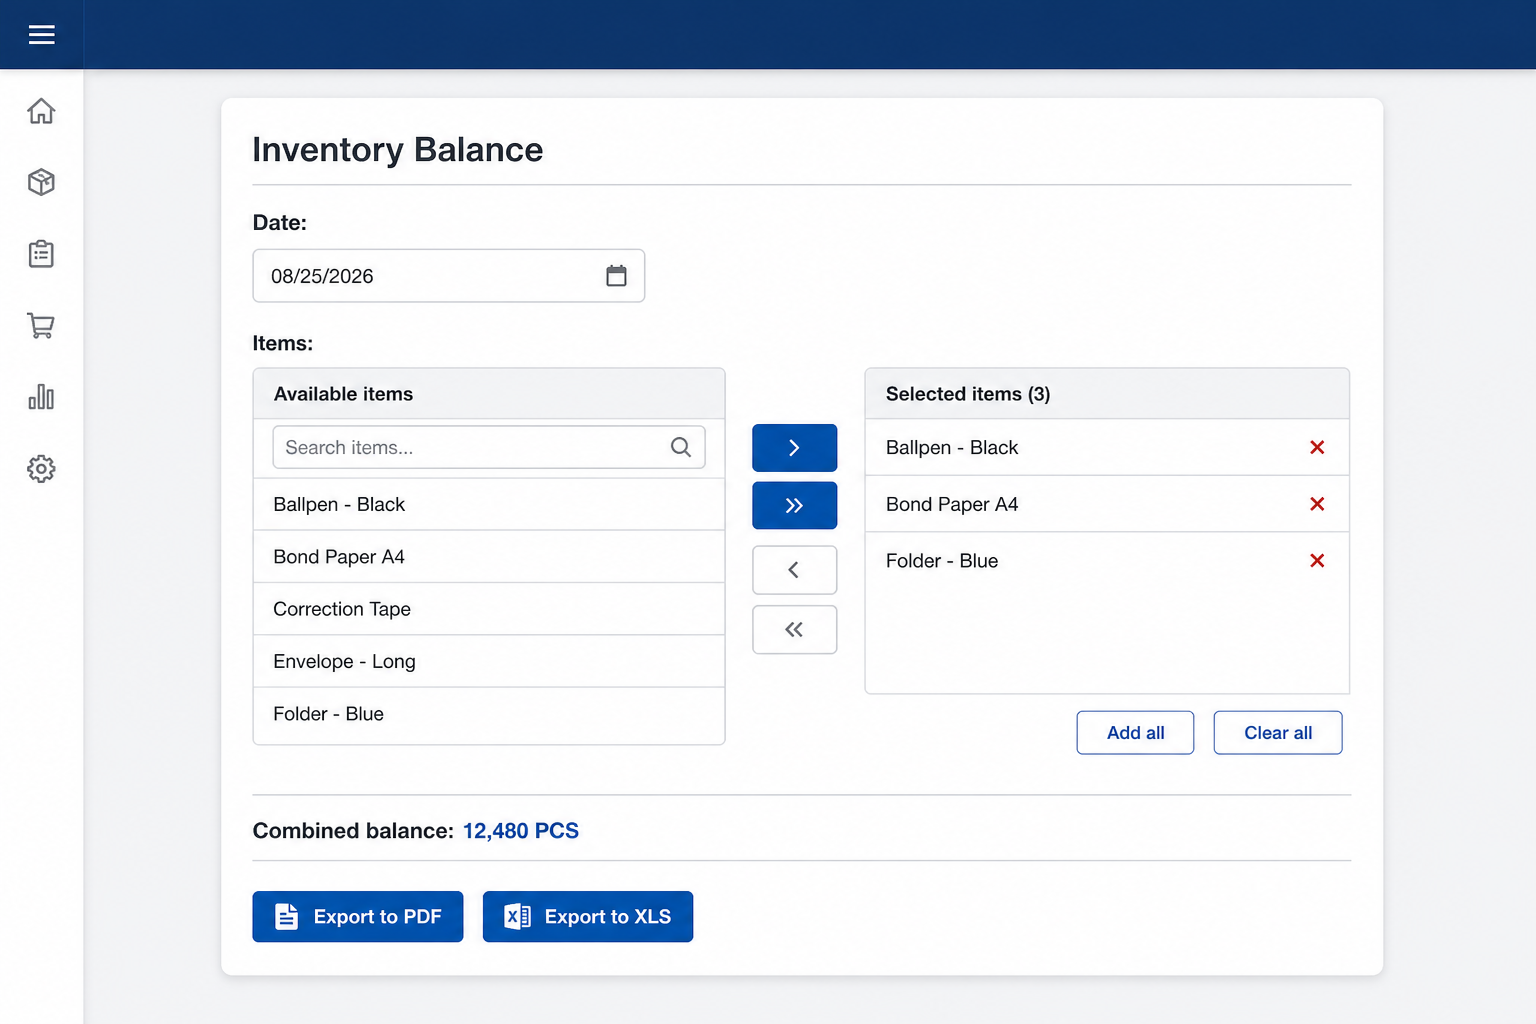 Inventory Balance
Date:
08/25/2026
Items:
Available items
Search items...
Ballpen - Black
Bond Paper A4
Correction Tape
Envelope - Long
Folder - Blue
Selected items (3)
Ballpen - Black
Bond Paper A4
Folder - Blue
Add all
Clear all
Combined balance: 12,480 PCS
Export to PDF
Export to XLS